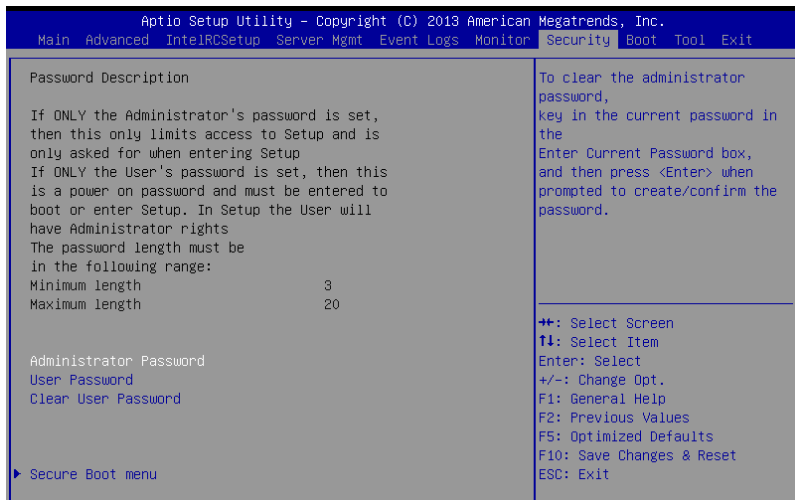 Aptio Setup Utility – Copyright (C) 2013 American Megatrends, Inc.
Main Advanced IntelRCSetup Server Mgmt Event Logs Monitor Security Boot Tool Exit
Password Description
If ONLY the Administrator's password is set,
then this only limits access to Setup and is
only asked for when entering Setup
If ONLY the User's password is set, then this
is a power on password and must be entered to
boot or enter Setup. In Setup the User will
have Administrator rights
The password length must be
in the following range:
Minimum length 3
Maximum length 20
Administrator Password
User Password
Clear User Password
Secure Boot menu
To clear the administrator
password,
key in the current password in
the
Enter Current Password box,
and then press <Enter> when
prompted to create/confirm the
password.
→←: Select Screen
↑↓: Select Item
Enter: Select
+/-: Change Opt.
F1: General Help
F2: Previous Values
F5: Optimized Defaults
F10: Save Changes & Reset
ESC: Exit